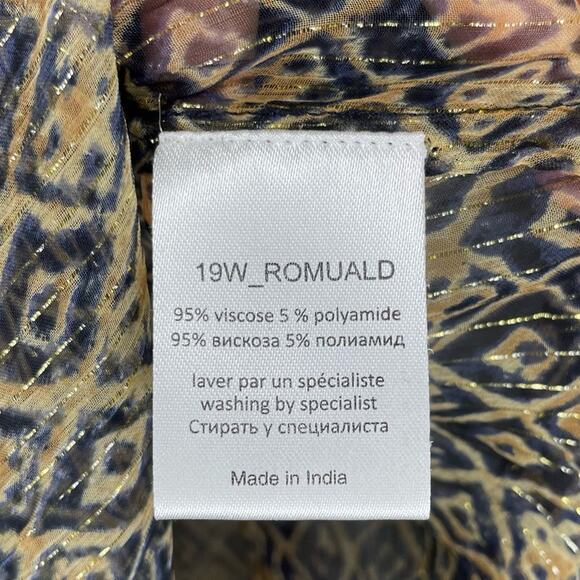 19W_ROMUALD
95% viscose 5 % polyamide
95% вискоза 5% полиамид
laver par un spécialiste
washing by specialist
Стирать у специалиста
Made in India